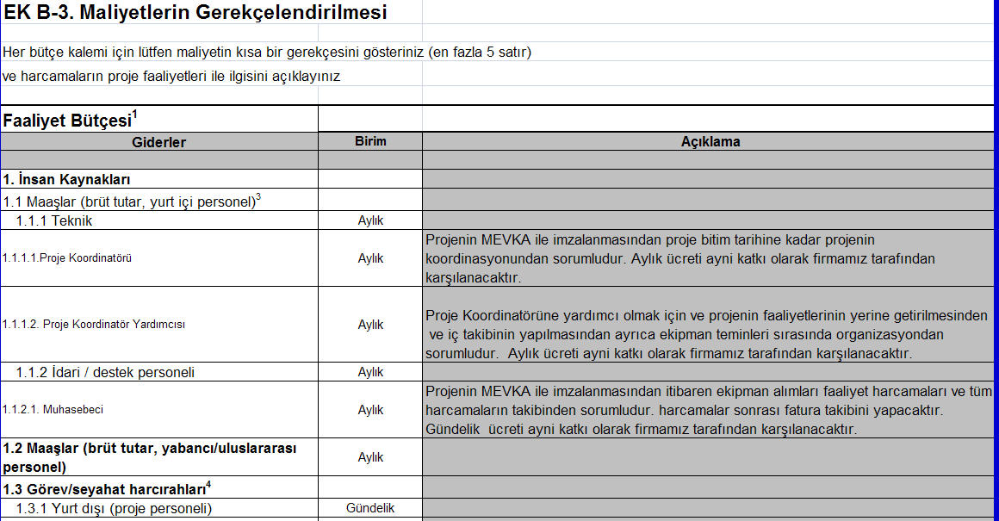 EK B-3. Maliyetlerin Gerekçelendirilmesi
Her bütçe kalemi için lütfen maliyetin kısa bir gerekçesini gösteriniz (en fazla 5 satır)
ve harcamaların proje faaliyetleri ile ilgisini açıklayınız
Faaliyet Bütçesi1
Giderler Birim Açıklama
1. İnsan Kaynakları
1.1 Maaşlar (brüt tutar, yurt içi personel)3
1.1.1 Teknik Aylık
1.1.1.1.Proje Koordinatörü Aylık
Projenin MEVKA ile imzalanmasından proje bitim tarihine kadar projenin
koordinasyonundan sorumludur. Aylık ücreti ayni katkı olarak firmamız tarafından
karşılanacaktır.
1.1.1.2. Proje Koordinatör Yardımcısı Aylık
Proje Koordinatörüne yardımcı olmak için ve projenin faaliyetlerinin yerine getirilmesinden
ve iç takibinin yapılmasından ayrıca ekipman teminleri sırasında organizasyondan
sorumludur. Aylık ücreti ayni katkı olarak firmamız tarafından karşılanacaktır.
1.1.2 İdari / destek personeli Aylık
1.1.2.1. Muhasebeci Aylık
Projenin MEVKA ile imzalanmasından itibaren ekipman alımları faaliyet harcamaları ve tüm
harcamaların takibinden sorumludur. harcamalar sonrası fatura takibini yapacaktır.
Gündelik ücreti ayni katkı olarak firmamız tarafından karşılanacaktır.
1.2 Maaşlar (brüt tutar, yabancı/uluslararası
personel) Aylık
1.3 Görev/seyahat harcırahları4
1.3.1 Yurt dışı (proje personeli) Gündelik